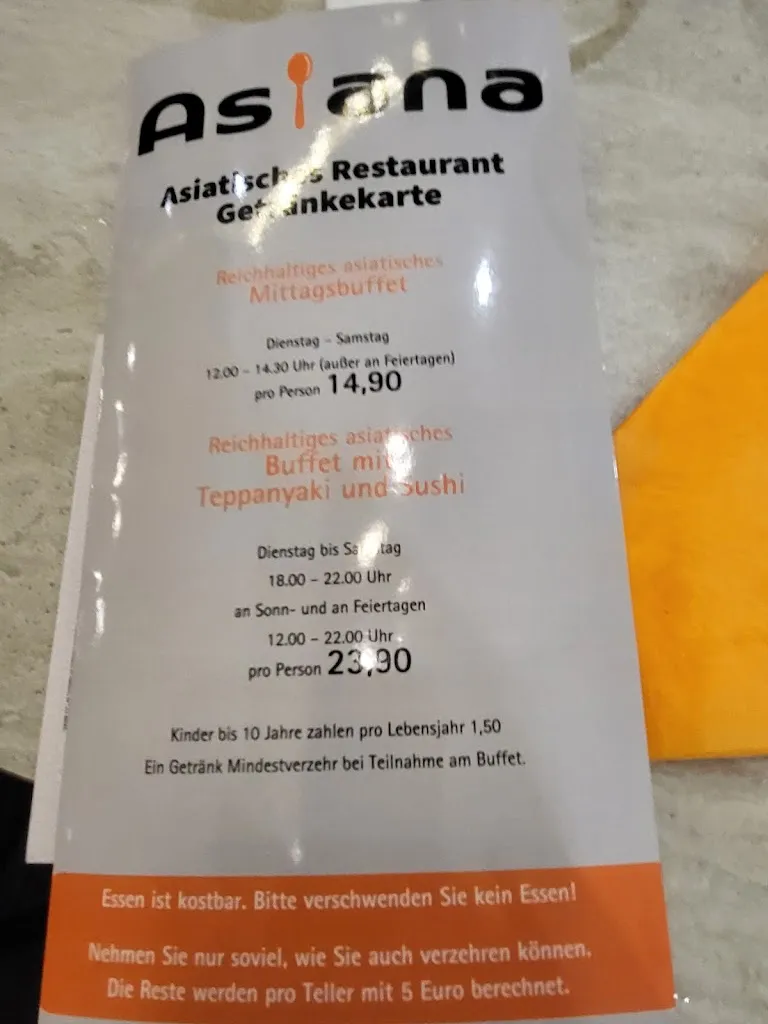 Asiana
Asiatisches Restaurant
Getränkekarte
Reichhaltiges asiatisches
Mittagsbuffet
Dienstag - Samstag
12.00 - 14.30 Uhr (außer an Feiertagen)
pro Person 14,90
Reichhaltiges asiatisches
Buffet mit
Teppanyaki und Sushi
Dienstag bis Samstag
18.00 - 22.00 Uhr
an Sonn- und an Feiertagen
12.00 - 22.00 Uhr
pro Person 23,90
Kinder bis 10 Jahre zahlen pro Lebensjahr 1,50
Ein Getränk Mindestverzehr bei Teilnahme am Buffet.
Essen ist kostbar. Bitte verschwenden Sie kein Essen!
Nehmen Sie nur soviel, wie Sie auch verzehren können.
Die Reste werden pro Teller mit 5 Euro berechnet.